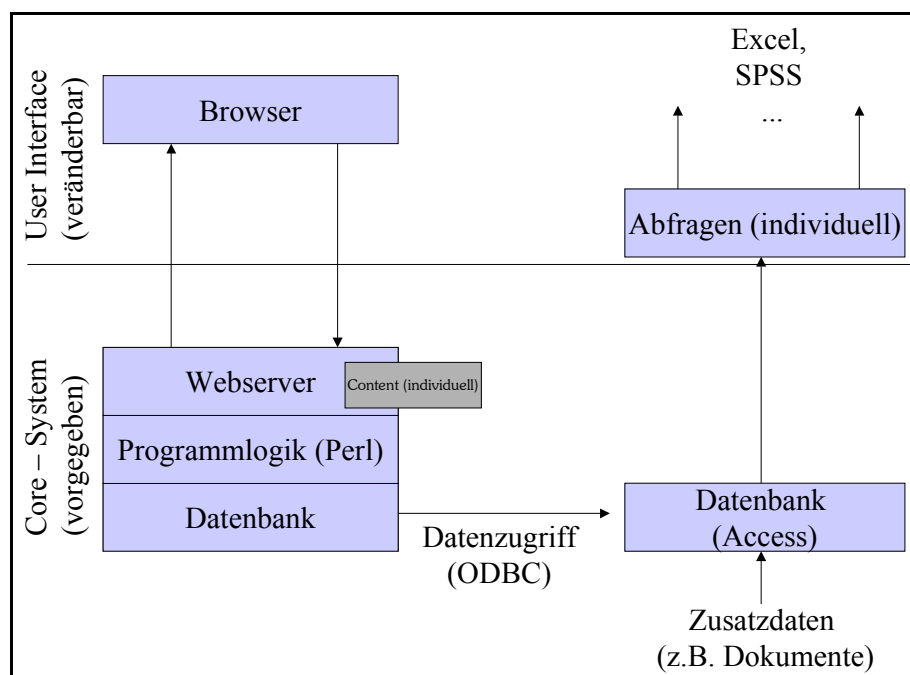 User Interface
(veränderbar)
Browser
Excel,
SPSS
...
Abfragen (individuell)
Core – System
(vorgegeben)
Webserver
Content (individuell)
Programmlogik (Perl)
Datenbank
Datenzugriff
(ODBC)
Datenbank
(Access)
Zusatzdaten
(z.B. Dokumente)